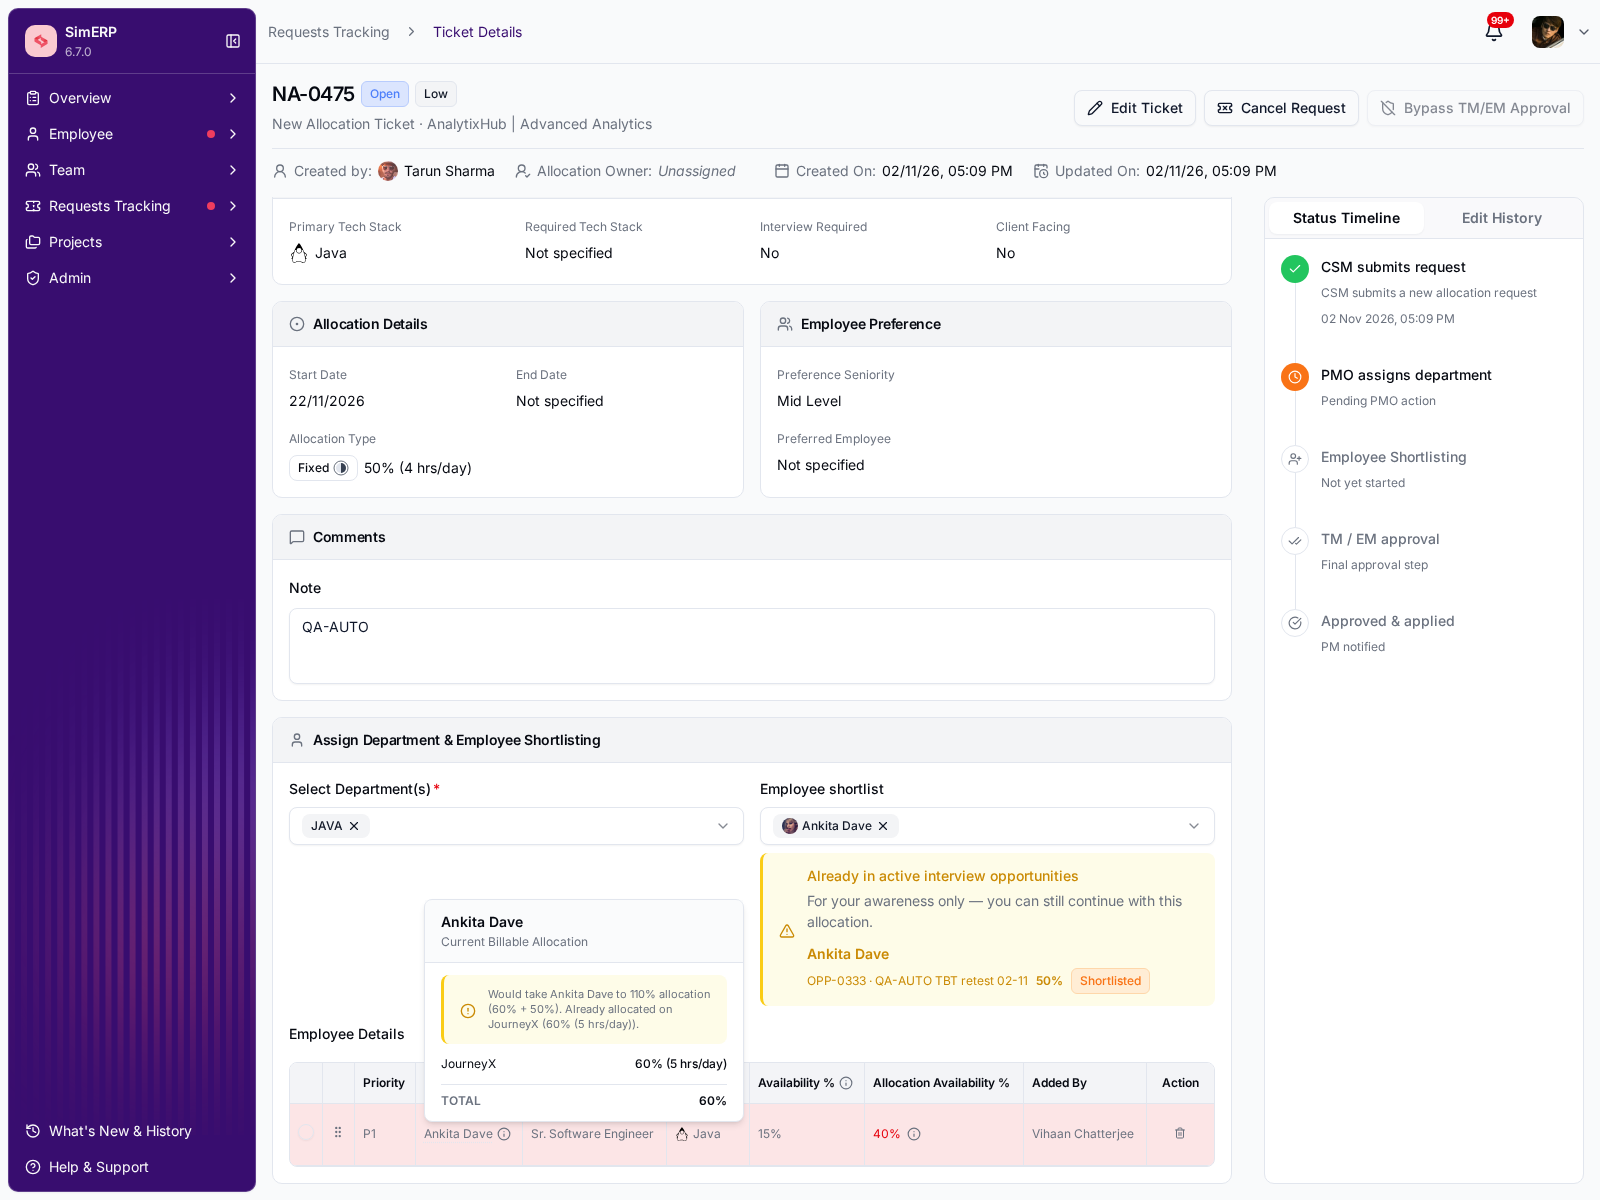 SimERP
6.7.0
Overview
Employee
Team
Requests Tracking
Projects
Admin
What's New & History
Help & Support
Requests Tracking > Ticket Details
99+
NA-0475 Open Low
New Allocation Ticket · AnalytixHub | Advanced Analytics
Edit Ticket
Cancel Request
Bypass TM/EM Approval
Created by: Tarun Sharma
Allocation Owner: Unassigned
Created On: 02/11/26, 05:09 PM
Updated On: 02/11/26, 05:09 PM
Primary Tech Stack
Java
Required Tech Stack
Not specified
Interview Required
No
Client Facing
No
Allocation Details
Start Date
22/11/2026
End Date
Not specified
Allocation Type
Fixed 50% (4 hrs/day)
Employee Preference
Preference Seniority
Mid Level
Preferred Employee
Not specified
Comments
Note
QA-AUTO
Assign Department & Employee Shortlisting
Select Department(s)*
JAVA
Employee shortlist
Ankita Dave
Already in active interview opportunities
For your awareness only — you can still continue with this
allocation.
Ankita Dave
OPP-0333 · QA-AUTO TBT retest 02-11 50% Shortlisted
Ankita Dave
Current Billable Allocation
Would take Ankita Dave to 110% allocation
(60% + 50%). Already allocated on
JourneyX (60% (5 hrs/day)).
JourneyX 60% (5 hrs/day)
TOTAL 60%
Employee Details
Priority Availability % Allocation Availability % Added By Action
P1 Ankita Dave Sr. Software Engineer Java 15% 40% Vihaan Chatterjee
Status Timeline
Edit History
CSM submits request
CSM submits a new allocation request
02 Nov 2026, 05:09 PM
PMO assigns department
Pending PMO action
Employee Shortlisting
Not yet started
TM / EM approval
Final approval step
Approved & applied
PM notified